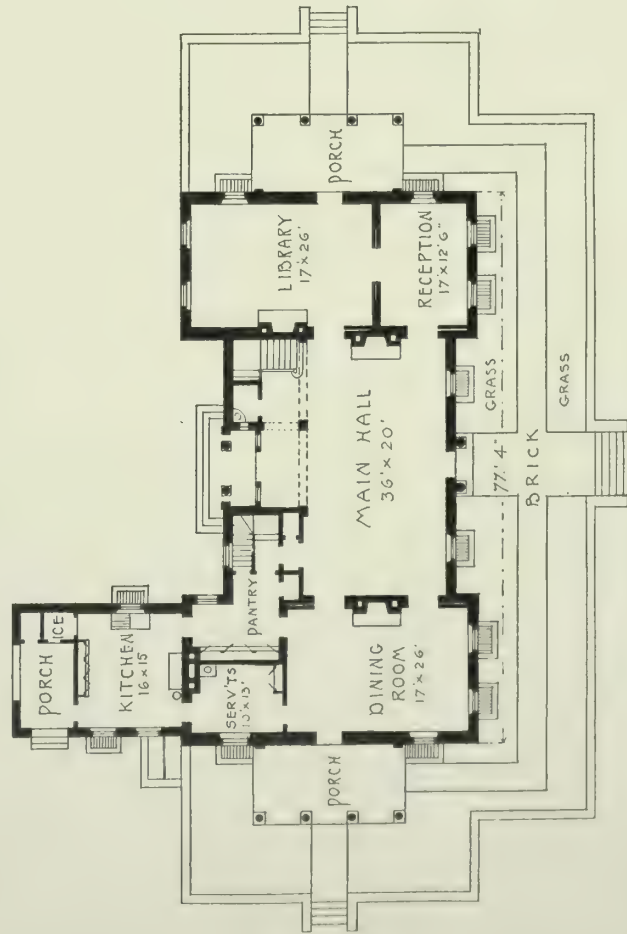 PORCH
LIBRARY
17' x 26'
RECEPTION
17' x 12' 6"
MAIN HALL
36' x 20'
GRASS
GRASS
77'. 4"
BRICK
PANTRY
ICE
PORCH
KITCHEN
16 x 15
SERV'TS
DINING
ROOM
17' x 26'
PORCH